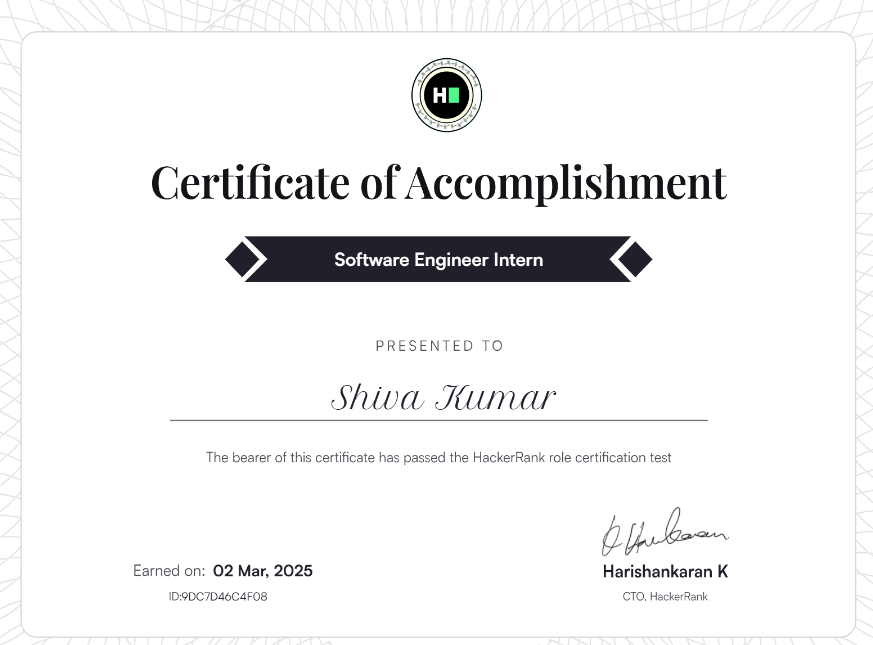 H
Certificate of Accomplishment
Software Engineer Intern
PRESENTED TO
Shiva Kumar
The bearer of this certificate has passed the HackerRank role certification test
Earned on: 02 Mar, 2025
ID:9DC7D46C4F08
Harishankaran K
CTO, HackerRank